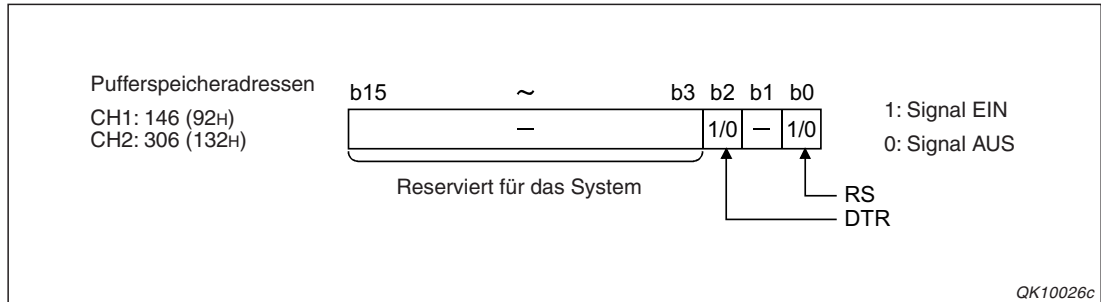 Pufferspeicheradressen
CH1: 146 (92H)
CH2: 306 (132H)
b15 ~ b3 b2 b1 b0
– 1/0 – 1/0
1: Signal EIN
0: Signal AUS
Reserviert für das System
RS
DTR
QK10026c